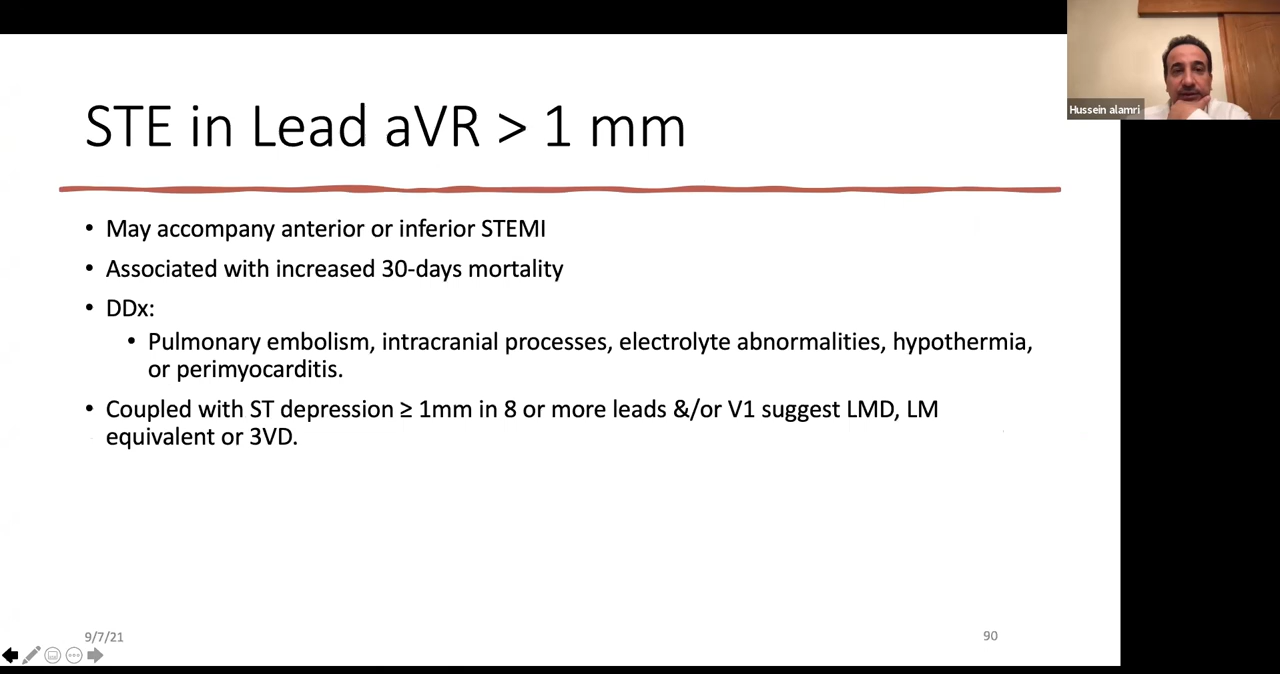 Hussein alamri
STE in Lead aVR > 1 mm
• May accompany anterior or inferior STEMI
• Associated with increased 30-days mortality
• DDx:
• Pulmonary embolism, intracranial processes, electrolyte abnormalities, hypothermia,
or perimyocarditis.
• Coupled with ST depression ≥ 1mm in 8 or more leads &/or V1 suggest LMD, LM
equivalent or 3VD.
9/7/21
90